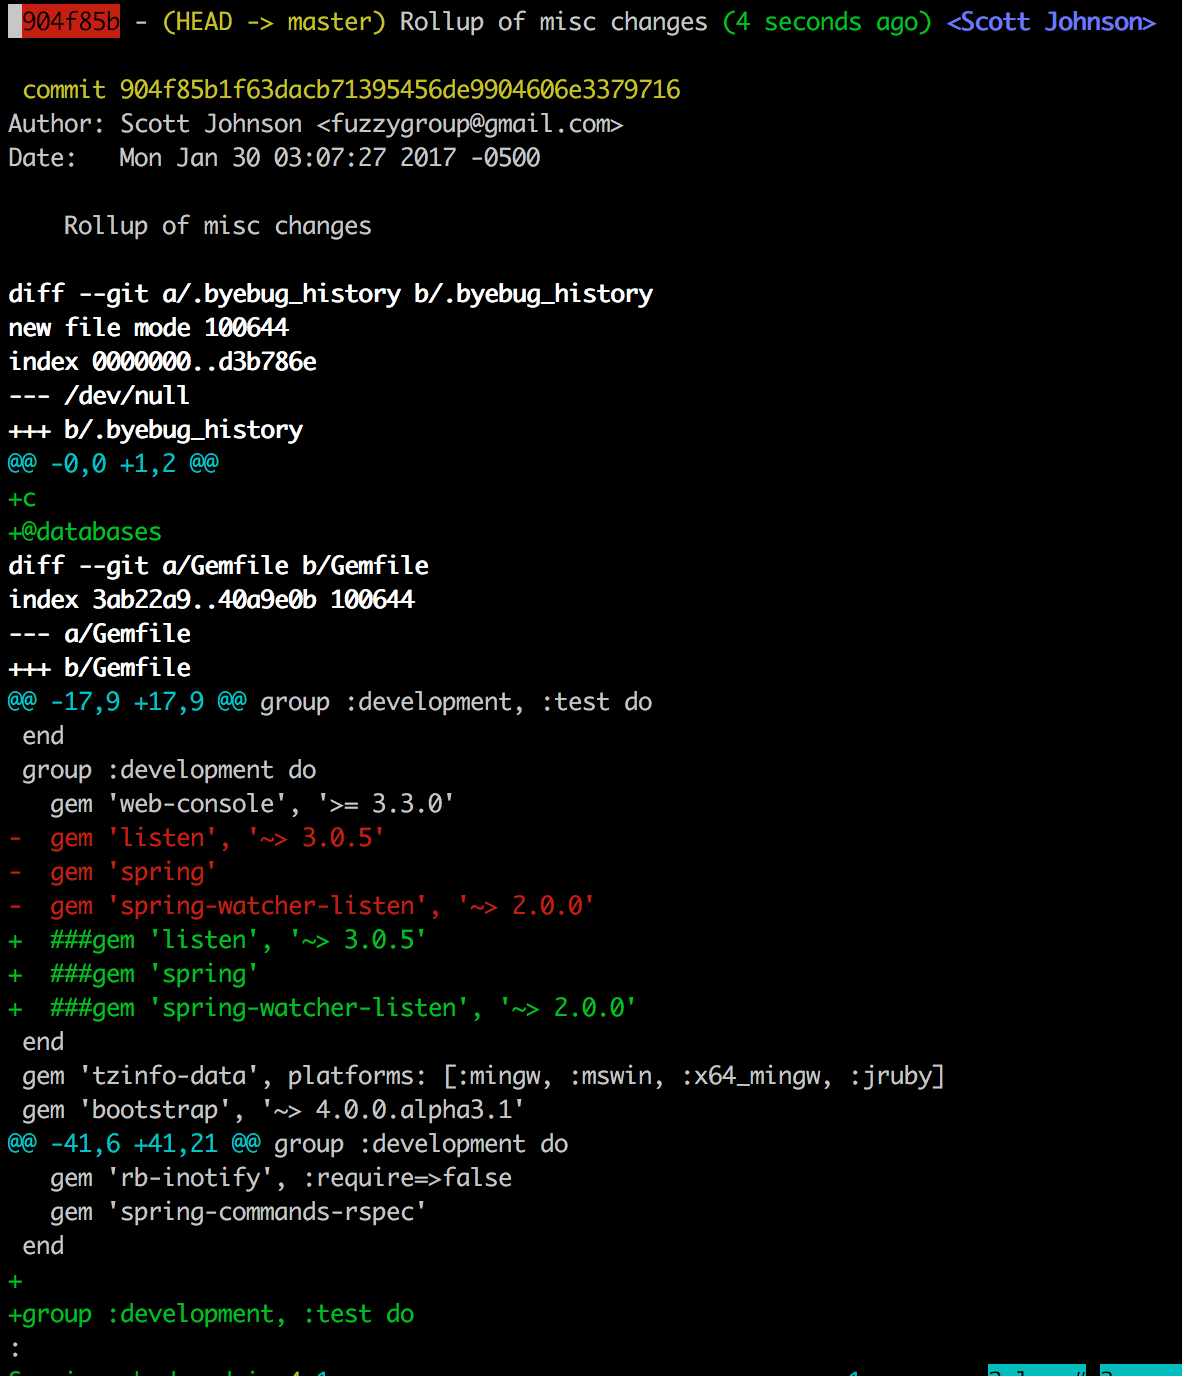 904f85b - (HEAD -> master) Rollup of misc changes (4 seconds ago) <Scott Johnson>
commit 904f85b1f63dacb71395456de9904606e3379716
Author: Scott Johnson <fuzzygroup@gmail.com>
Date:   Mon Jan 30 03:07:27 2017 -0500
    Rollup of misc changes
diff --git a/.byebug_history b/.byebug_history
new file mode 100644
index 0000000..d3b786e
--- /dev/null
+++ b/.byebug_history
@@ -0,0 +1,2 @@
+c
+@databases
diff --git a/Gemfile b/Gemfile
index 3ab22a9..40a9e0b 100644
--- a/Gemfile
+++ b/Gemfile
@@ -17,9 +17,9 @@ group :development, :test do
 end
 group :development do
   gem 'web-console', '>= 3.3.0'
-  gem 'listen', '~> 3.0.5'
-  gem 'spring'
-  gem 'spring-watcher-listen', '~> 2.0.0'
+  ###gem 'listen', '~> 3.0.5'
+  ###gem 'spring'
+  ###gem 'spring-watcher-listen', '~> 2.0.0'
 end
 gem 'tzinfo-data', platforms: [:mingw, :mswin, :x64_mingw, :jruby]
 gem 'bootstrap', '~> 4.0.0.alpha3.1'
@@ -41,6 +41,21 @@ group :development do
   gem 'rb-inotify', :require=>false
   gem 'spring-commands-rspec'
 end
+
+group :development, :test do
: